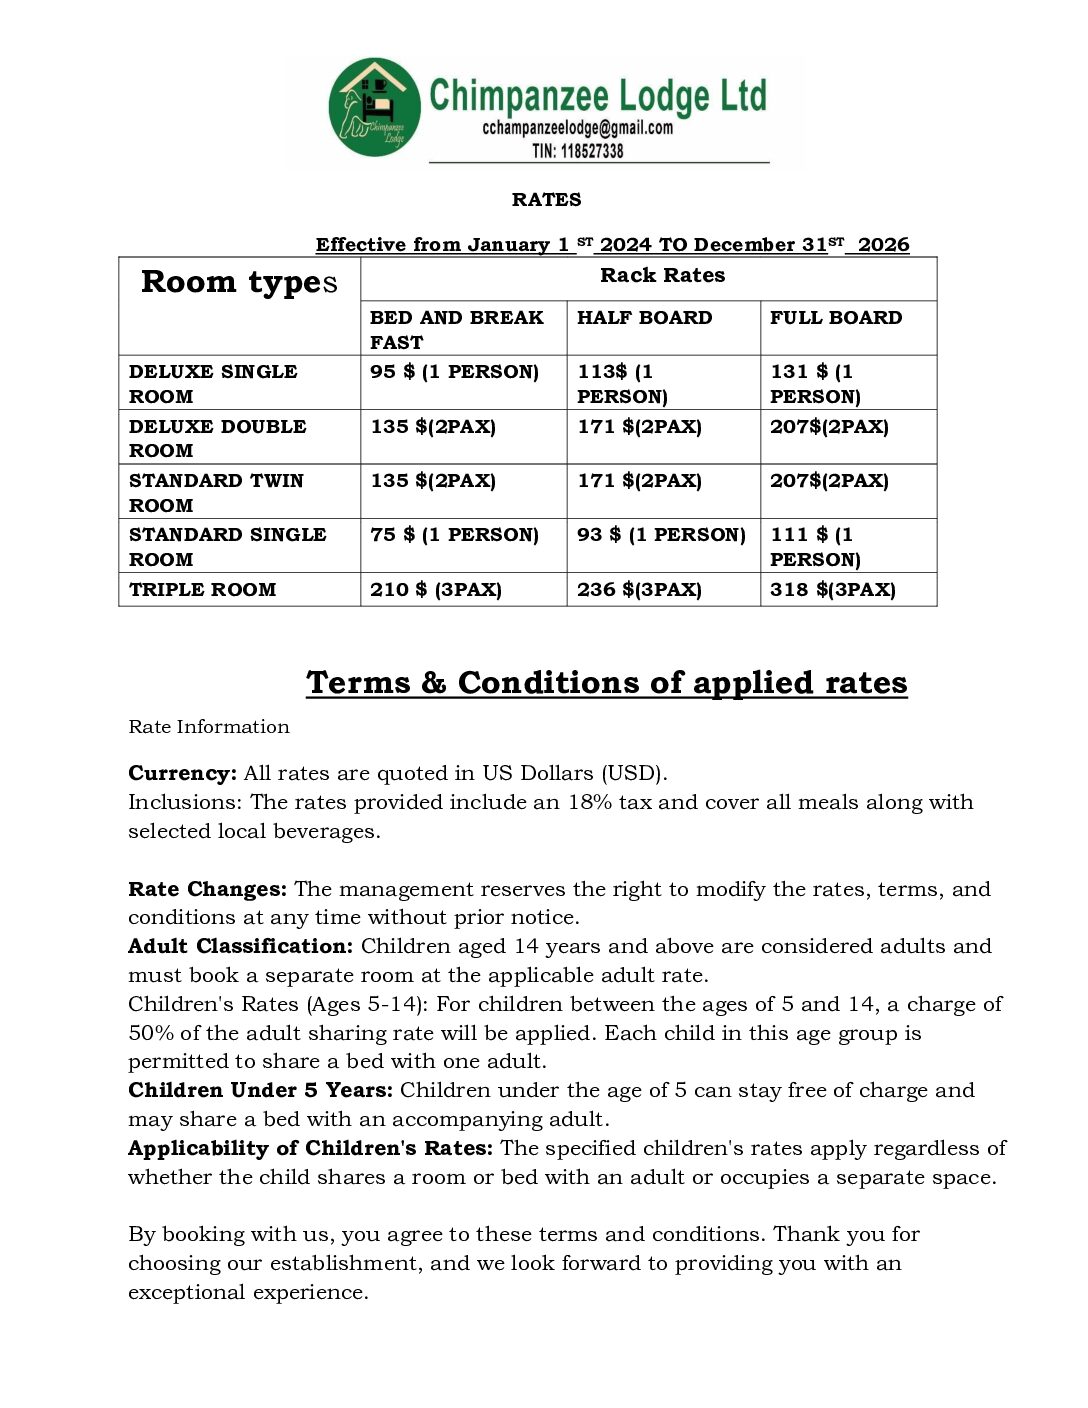 Chimpanzee Lodge
Chimpanzee Lodge Ltd
cchampanzeelodge@gmail.com
TIN: 118527338
RATES
Effective from January 1 ST 2024 TO December 31ST 2026
Room types
Rack Rates
BED AND BREAK
FAST
HALF BOARD
FULL BOARD
DELUXE SINGLE
ROOM
95 $ (1 PERSON)
113$ (1
PERSON)
131 $ (1
PERSON)
DELUXE DOUBLE
ROOM
135 $(2PAX)
171 $(2PAX)
207$(2PAX)
STANDARD TWIN
ROOM
135 $(2PAX)
171 $(2PAX)
207$(2PAX)
STANDARD SINGLE
ROOM
75 $ (1 PERSON)
93 $ (1 PERSON)
111 $ (1
PERSON)
TRIPLE ROOM
210 $ (3PAX)
236 $(3PAX)
318 $(3PAX)
Terms & Conditions of applied rates
Rate Information
Currency: All rates are quoted in US Dollars (USD).
Inclusions: The rates provided include an 18% tax and cover all meals along with
selected local beverages.
Rate Changes: The management reserves the right to modify the rates, terms, and
conditions at any time without prior notice.
Adult Classification: Children aged 14 years and above are considered adults and
must book a separate room at the applicable adult rate.
Children's Rates (Ages 5-14): For children between the ages of 5 and 14, a charge of
50% of the adult sharing rate will be applied. Each child in this age group is
permitted to share a bed with one adult.
Children Under 5 Years: Children under the age of 5 can stay free of charge and
may share a bed with an accompanying adult.
Applicability of Children's Rates: The specified children's rates apply regardless of
whether the child shares a room or bed with an adult or occupies a separate space.
By booking with us, you agree to these terms and conditions. Thank you for
choosing our establishment, and we look forward to providing you with an
exceptional experience.